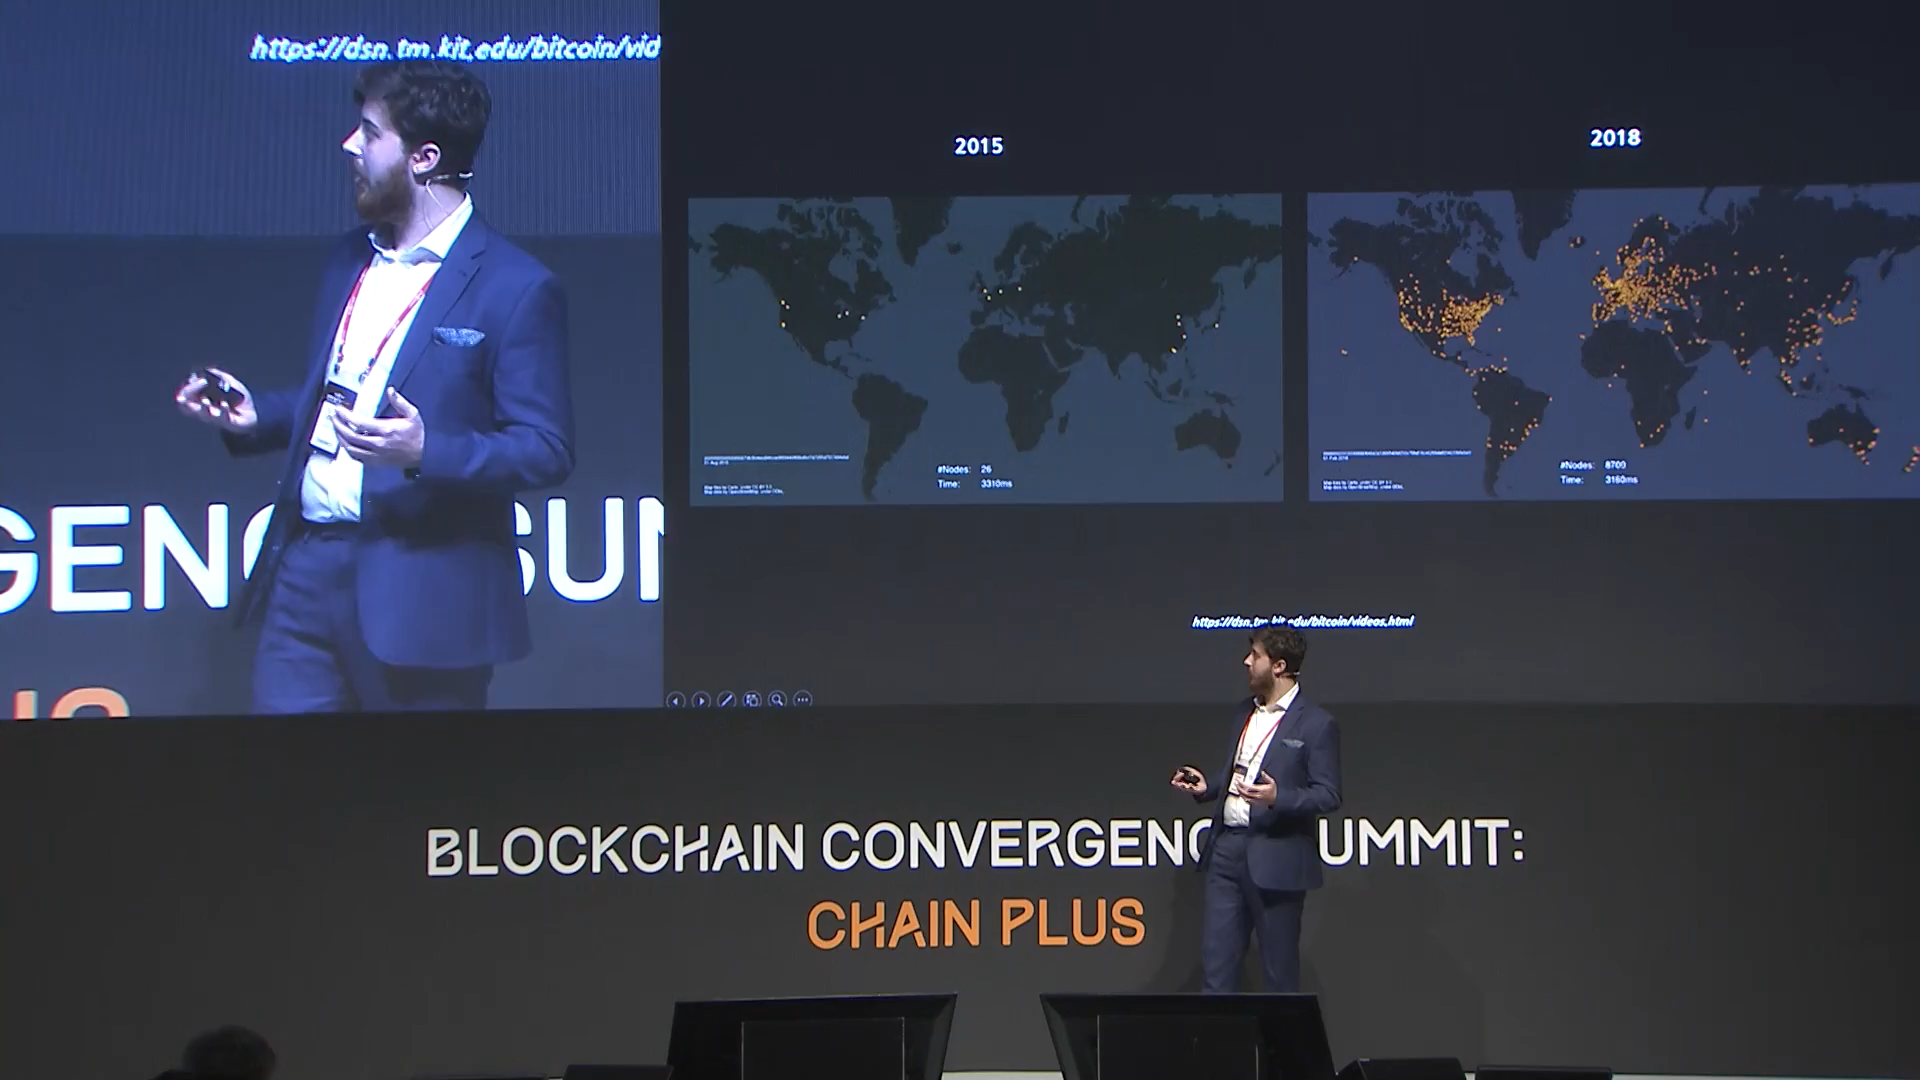 https://dsn.tm.kit.edu/bitcoin/vid
2015
2018
#Nodes: 26
Time: 3310ms
#Nodes: 8700
Time: 3160ms
https://dsn.tm.kit.edu/bitcoin/videos.html
GENC SUM
BLOCKCHAIN CONVERGENC UMMIT:
CHAIN PLUS